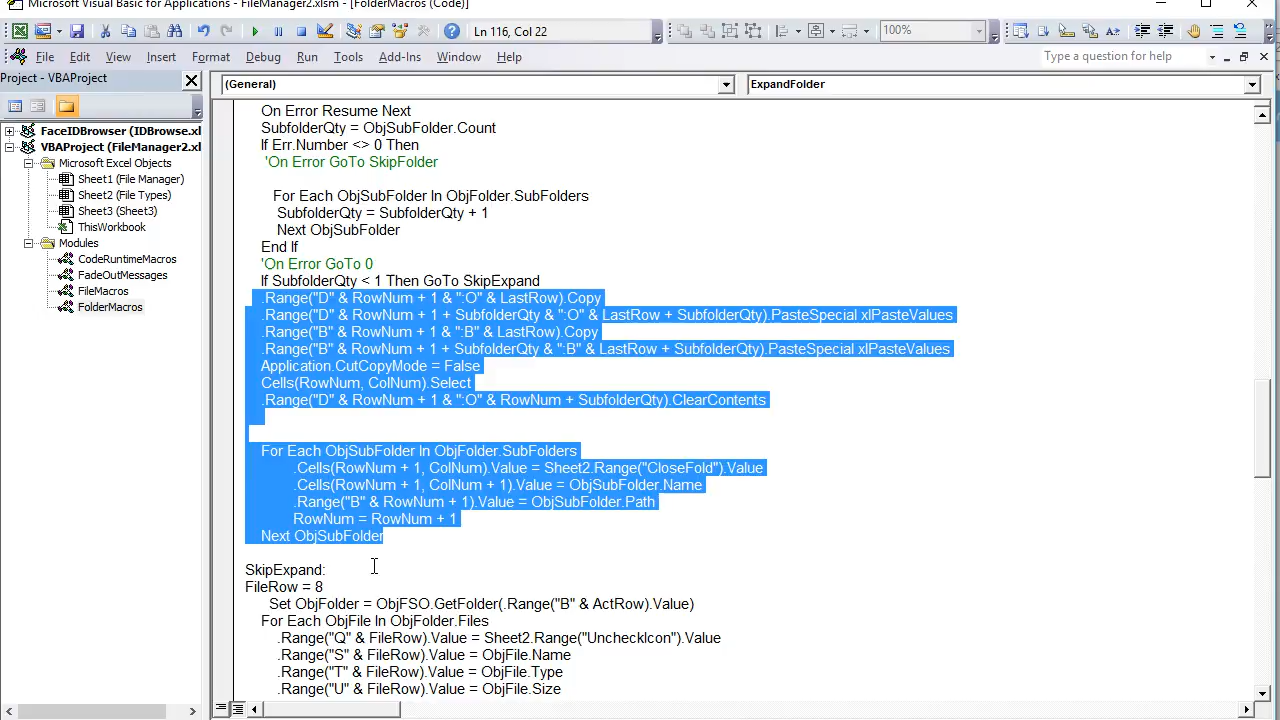 Microsoft Visual Basic for Applications - FileManager2.xlsm - [FolderMacros (Code)]
Ln 116, Col 22
100%
File Edit View Insert Format Debug Run Tools Add-Ins Window Help
Type a question for help
Project - VBAProject
(General)
ExpandFolder
FaceIDBrowser (IDBrowse.xl
VBAProject (FileManager2.xl
Microsoft Excel Objects
Sheet1 (File Manager)
Sheet2 (File Types)
Sheet3 (Sheet3)
ThisWorkbook
Modules
CodeRuntimeMacros
FadeOutMessages
FileMacros
FolderMacros
On Error Resume Next
SubfolderQty = ObjSubFolder.Count
If Err.Number <> 0 Then
'On Error GoTo SkipFolder
For Each ObjSubFolder In ObjFolder.SubFolders
SubfolderQty = SubfolderQty + 1
Next ObjSubFolder
End If
'On Error GoTo 0
If SubfolderQty < 1 Then GoTo SkipExpand
.Range("D" & RowNum + 1 & ":O" & LastRow).Copy
.Range("D" & RowNum + 1 + SubfolderQty & ":O" & LastRow + SubfolderQty).PasteSpecial xlPasteValues
.Range("B" & RowNum + 1 & ":B" & LastRow).Copy
.Range("B" & RowNum + 1 + SubfolderQty & ":B" & LastRow + SubfolderQty).PasteSpecial xlPasteValues
Application.CutCopyMode = False
Cells(RowNum, ColNum).Select
.Range("D" & RowNum + 1 & ":O" & RowNum + SubfolderQty).ClearContents
For Each ObjSubFolder In ObjFolder.SubFolders
.Cells(RowNum + 1, ColNum).Value = Sheet2.Range("CloseFold").Value
.Cells(RowNum + 1, ColNum + 1).Value = ObjSubFolder.Name
.Range("B" & RowNum + 1).Value = ObjSubFolder.Path
RowNum = RowNum + 1
Next ObjSubFolder
SkipExpand:
FileRow = 8
Set ObjFolder = ObjFSO.GetFolder(.Range("B" & ActRow).Value)
For Each ObjFile In ObjFolder.Files
.Range("Q" & FileRow).Value = Sheet2.Range("UncheckIcon").Value
.Range("S" & FileRow).Value = ObjFile.Name
.Range("T" & FileRow).Value = ObjFile.Type
.Range("U" & FileRow).Value = ObjFile.Size